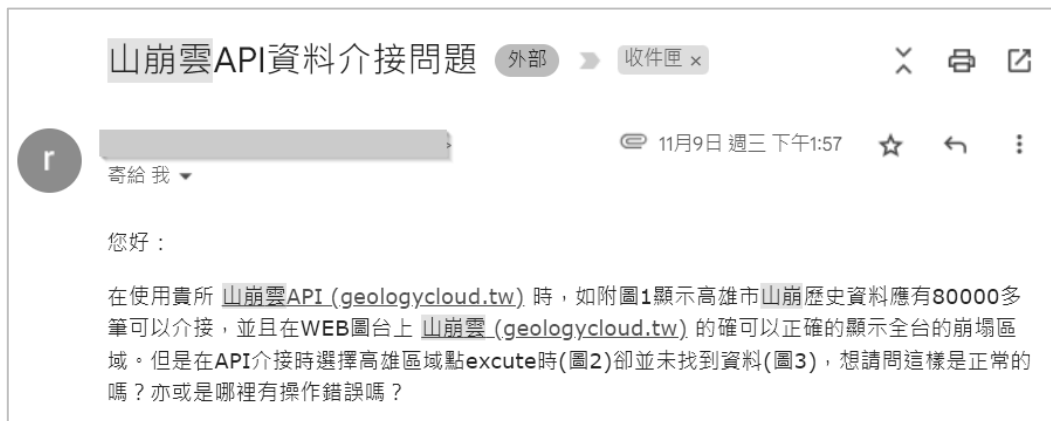 山崩雲API資料介接問題 外部 收件匣 ×
r
11月9日 週三 下午1:57
寄給 我
您好：
在使用貴所 山崩雲API (geologycloud.tw) 時，如附圖1顯示高雄市山崩歷史資料應有80000多
筆可以介接，並且在WEB圖台上 山崩雲 (geologycloud.tw) 的確可以正確的顯示全台的崩塌區
域。但是在API介接時選擇高雄區域點excute時(圖2)卻並未找到資料(圖3)，想請問這樣是正常的
嗎？亦或是哪裡有操作錯誤嗎？